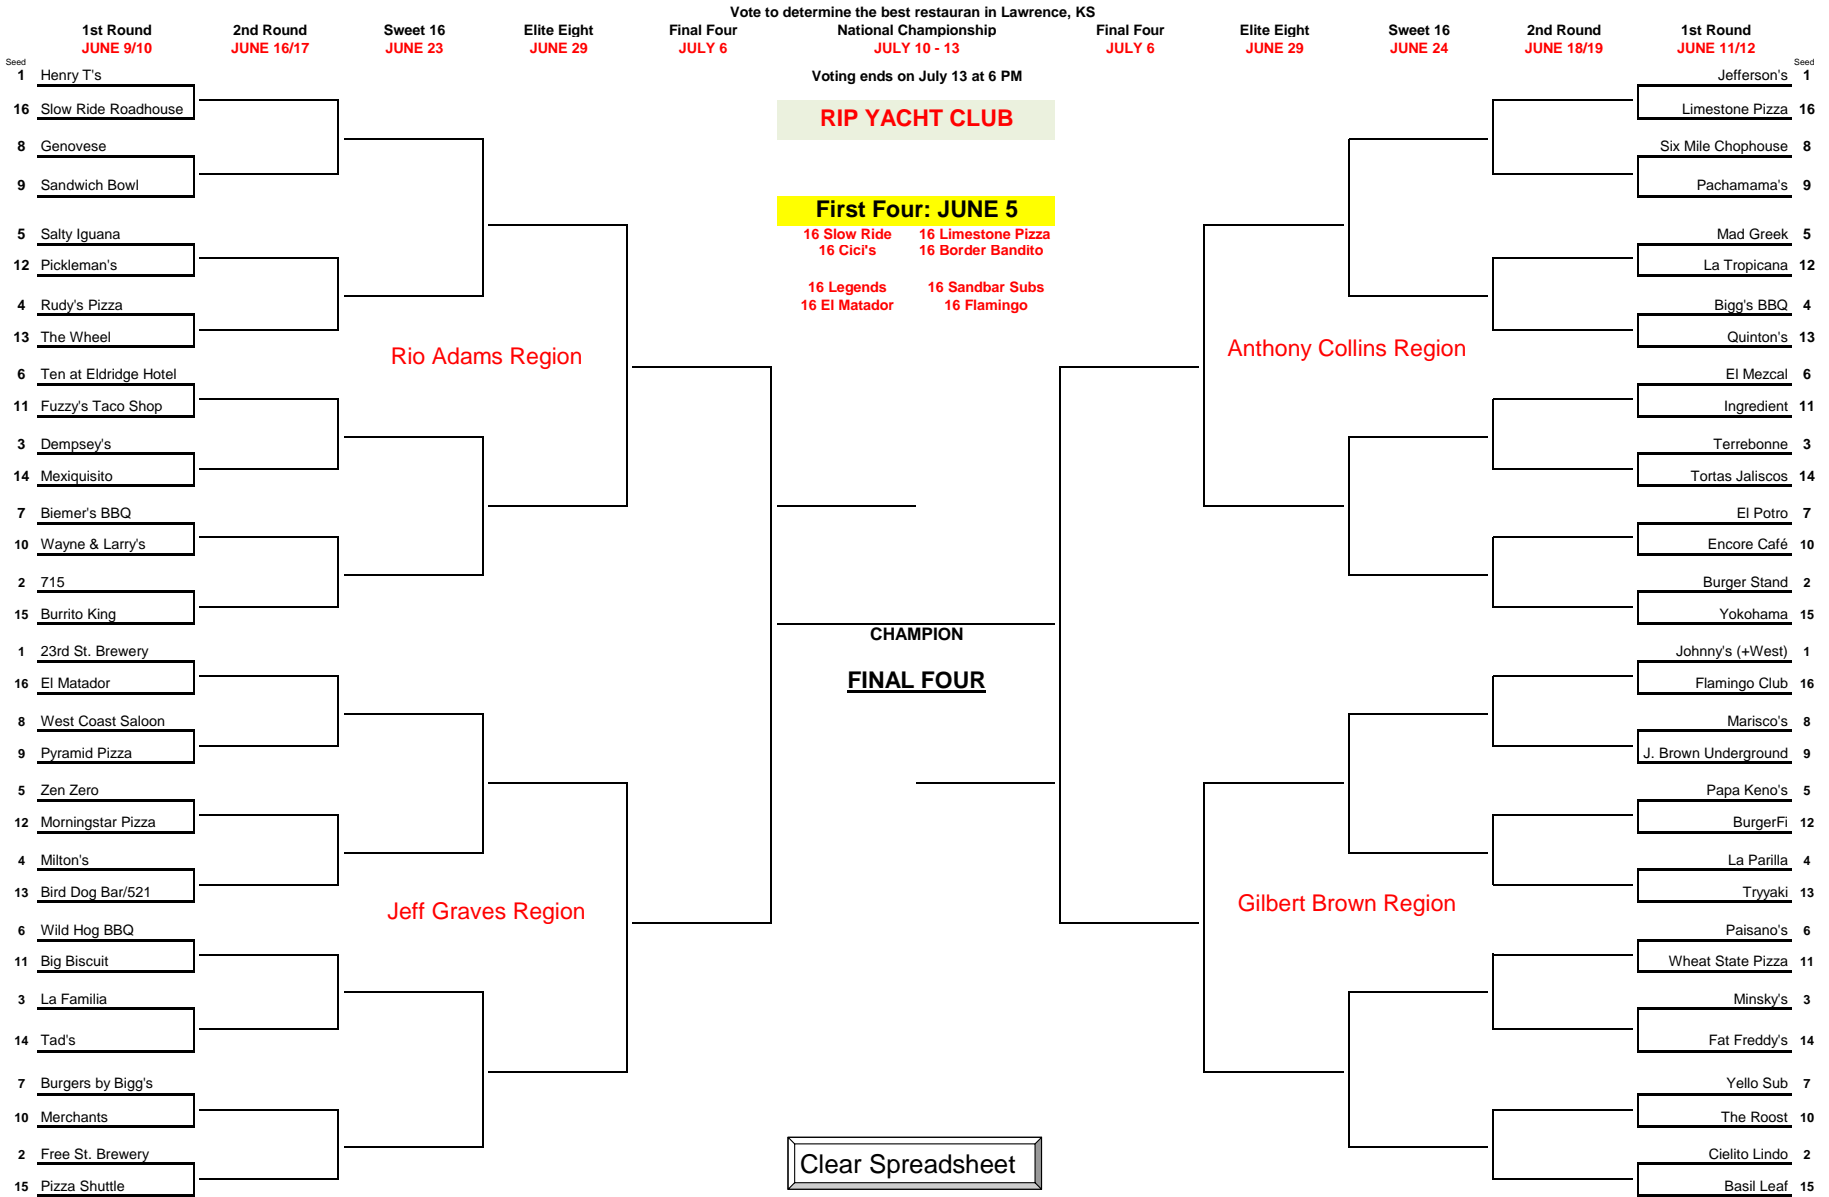 Vote to determine the best restauran in Lawrence, KS
1st Round 2nd Round Sweet 16 Elite Eight Final Four National Championship Final Four Elite Eight Sweet 16 2nd Round 1st Round
JUNE 9/10 JUNE 16/17 JUNE 23 JUNE 29 JULY 6 JULY 10 - 13 JULY 6 JUNE 29 JUNE 24 JUNE 18/19 JUNE 11/12
Seed Seed
1 Henry T's Voting ends on July 13 at 6 PM Jefferson's 1
16 Slow Ride Roadhouse RIP YACHT CLUB Limestone Pizza 16
8 Genovese Six Mile Chophouse 8
9 Sandwich Bowl Pachamama's 9
First Four: JUNE 5
5 Salty Iguana 16 Slow Ride 16 Limestone Pizza Mad Greek 5
16 Cici's 16 Border Bandito
12 Pickleman's La Tropicana 12
16 Legends 16 Sandbar Subs
4 Rudy's Pizza 16 El Matador 16 Flamingo Bigg's BBQ 4
13 The Wheel Quinton's 13
Rio Adams Region Anthony Collins Region
6 Ten at Eldridge Hotel El Mezcal 6
11 Fuzzy's Taco Shop Ingredient 11
3 Dempsey's Terrebonne 3
14 Mexiquisito Tortas Jaliscos 14
7 Biemer's BBQ El Potro 7
10 Wayne & Larry's Encore Café 10
2 715 Burger Stand 2
15 Burrito King Yokohama 15
CHAMPION
1 23rd St. Brewery Johnny's (+West) 1
16 El Matador FINAL FOUR Flamingo Club 16
8 West Coast Saloon Marisco's 8
9 Pyramid Pizza J. Brown Underground 9
5 Zen Zero Papa Keno's 5
12 Morningstar Pizza BurgerFi 12
4 Milton's La Parilla 4
13 Bird Dog Bar/521 Tryyaki 13
Jeff Graves Region Gilbert Brown Region
6 Wild Hog BBQ Paisano's 6
11 Big Biscuit Wheat State Pizza 11
3 La Familia Minsky's 3
14 Tad's Fat Freddy's 14
7 Burgers by Bigg's Yello Sub 7
10 Merchants The Roost 10
2 Free St. Brewery Cielito Lindo 2
Clear Spreadsheet
15 Pizza Shuttle Basil Leaf 15